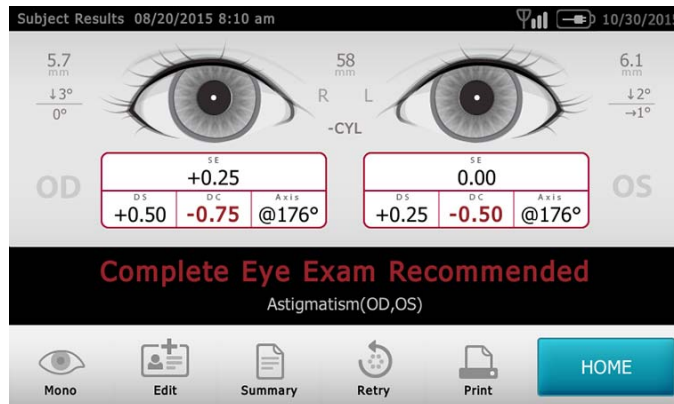 Subject Results 08/20/2015 8:10 am 10/30/2015
5.7
mm
↓3°
0°
58
mm
R L
-CYL
6.1
mm
↓2°
→1°
OD
SE
+0.25
DS DC Axis
+0.50 -0.75 @176°
SE
0.00
DS DC Axis
+0.25 -0.50 @176°
OS
Complete Eye Exam Recommended
Astigmatism(OD,OS)
Mono Edit Summary Retry Print HOME